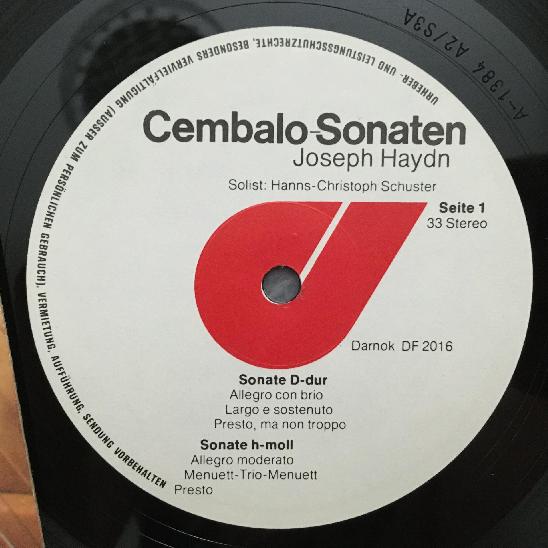 URHEBER- UND LEISTUNGSSCHUTZRECHTE, BESONDERS VERVIELFÄLTIGUNG (AUSSER ZUM PERSÖNLICHEN GEBRAUCH), VERMIETUNG, AUFFÜHRUNG, SENDUNG VORBEHALTEN
A-1384 A2/S3A
Cembalo-Sonaten
Joseph Haydn
Solist: Hanns-Christoph Schuster
Seite 1
33 Stereo
Darnok DF 2016
Sonate D-dur
Allegro con brio
Largo e sostenuto
Presto, ma non troppo
Sonate h-moll
Allegro moderato
Menuett-Trio-Menuett
Presto